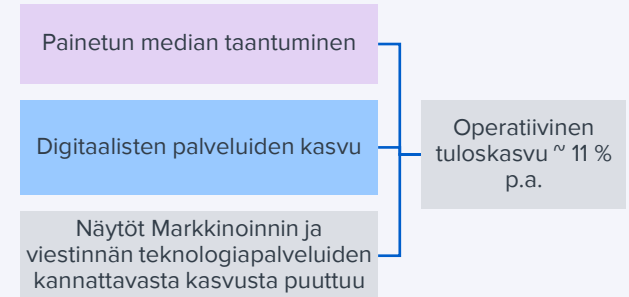 Painetun median taantuminen
Digitaalisten palveluiden kasvu
Näytöt Markkinoinnin ja
viestinnän teknologiapalveluiden
kannattavasta kasvusta puuttuu
Operatiivinen
tuloskasvu ~ 11 %
p.a.